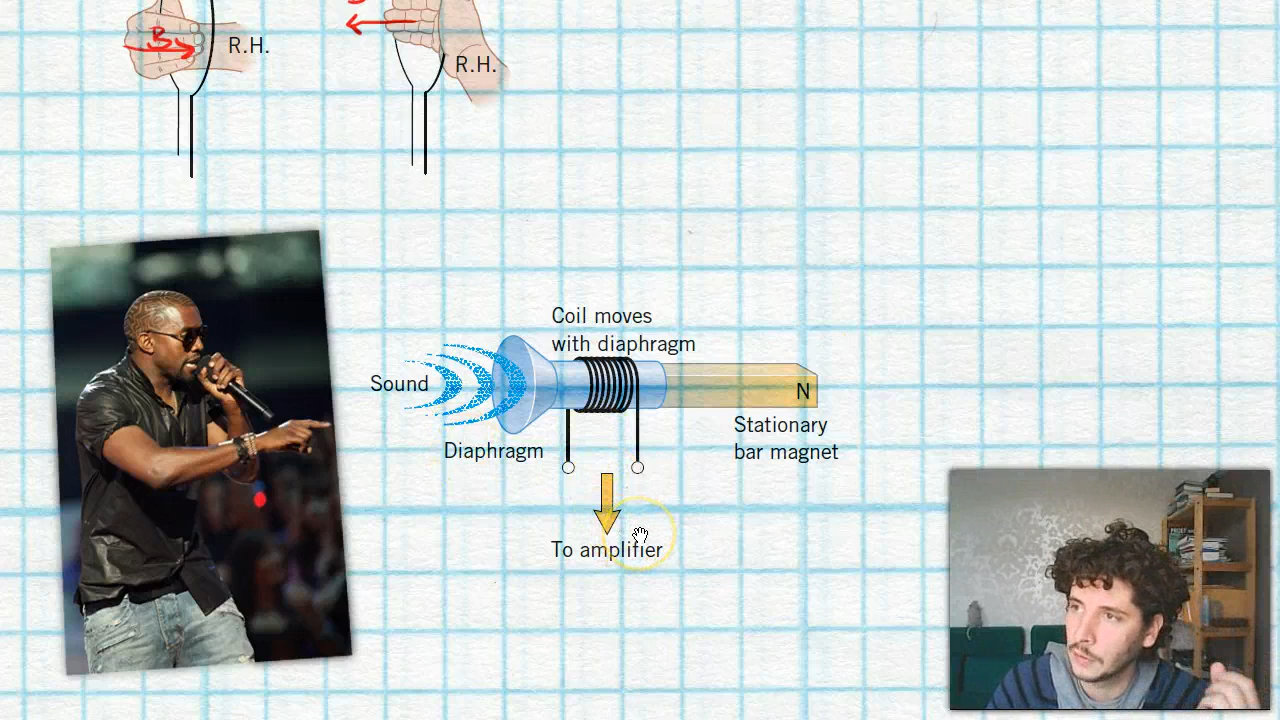 B
R.H.
R.H.
Coil moves
with diaphragm
Sound
N
Diaphragm
Stationary
bar magnet
To amplifier